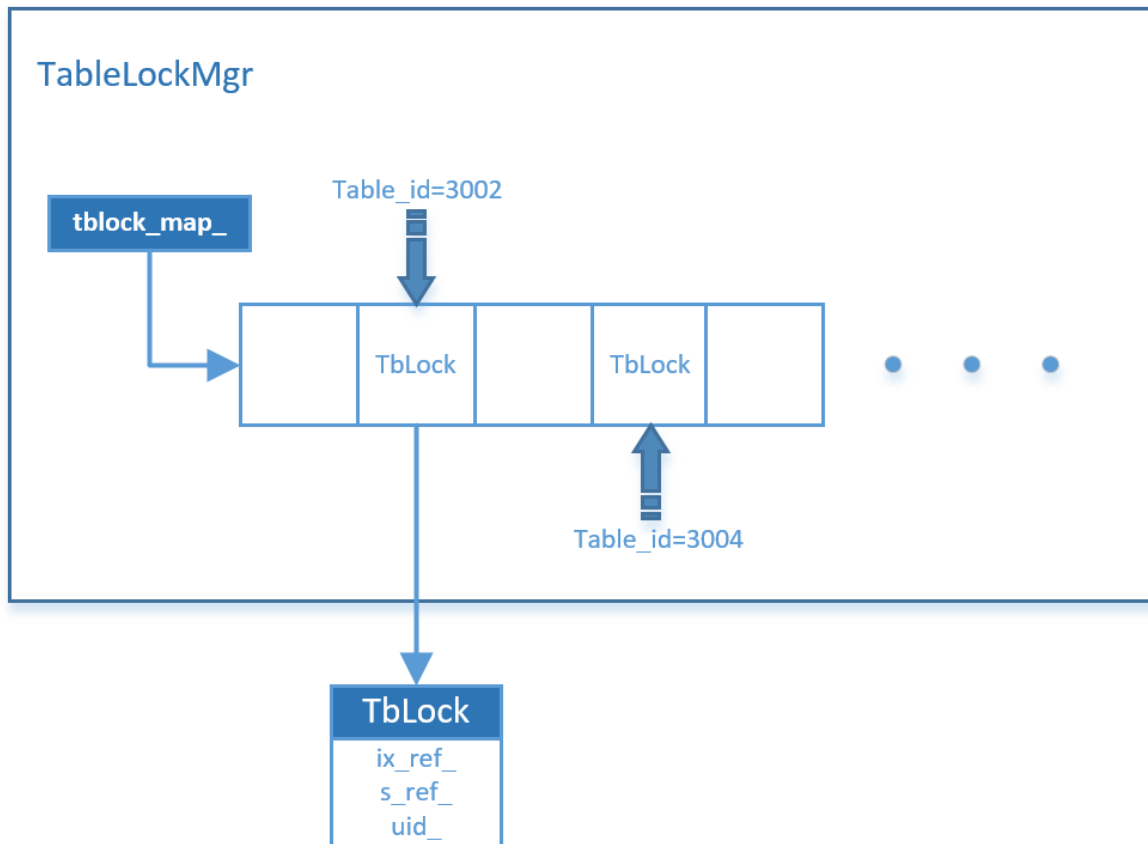 TableLockMgr
Table_id=3002
tblock_map_
TbLock
TbLock
Table_id=3004
TbLock
ix_ref_
s_ref_
uid_